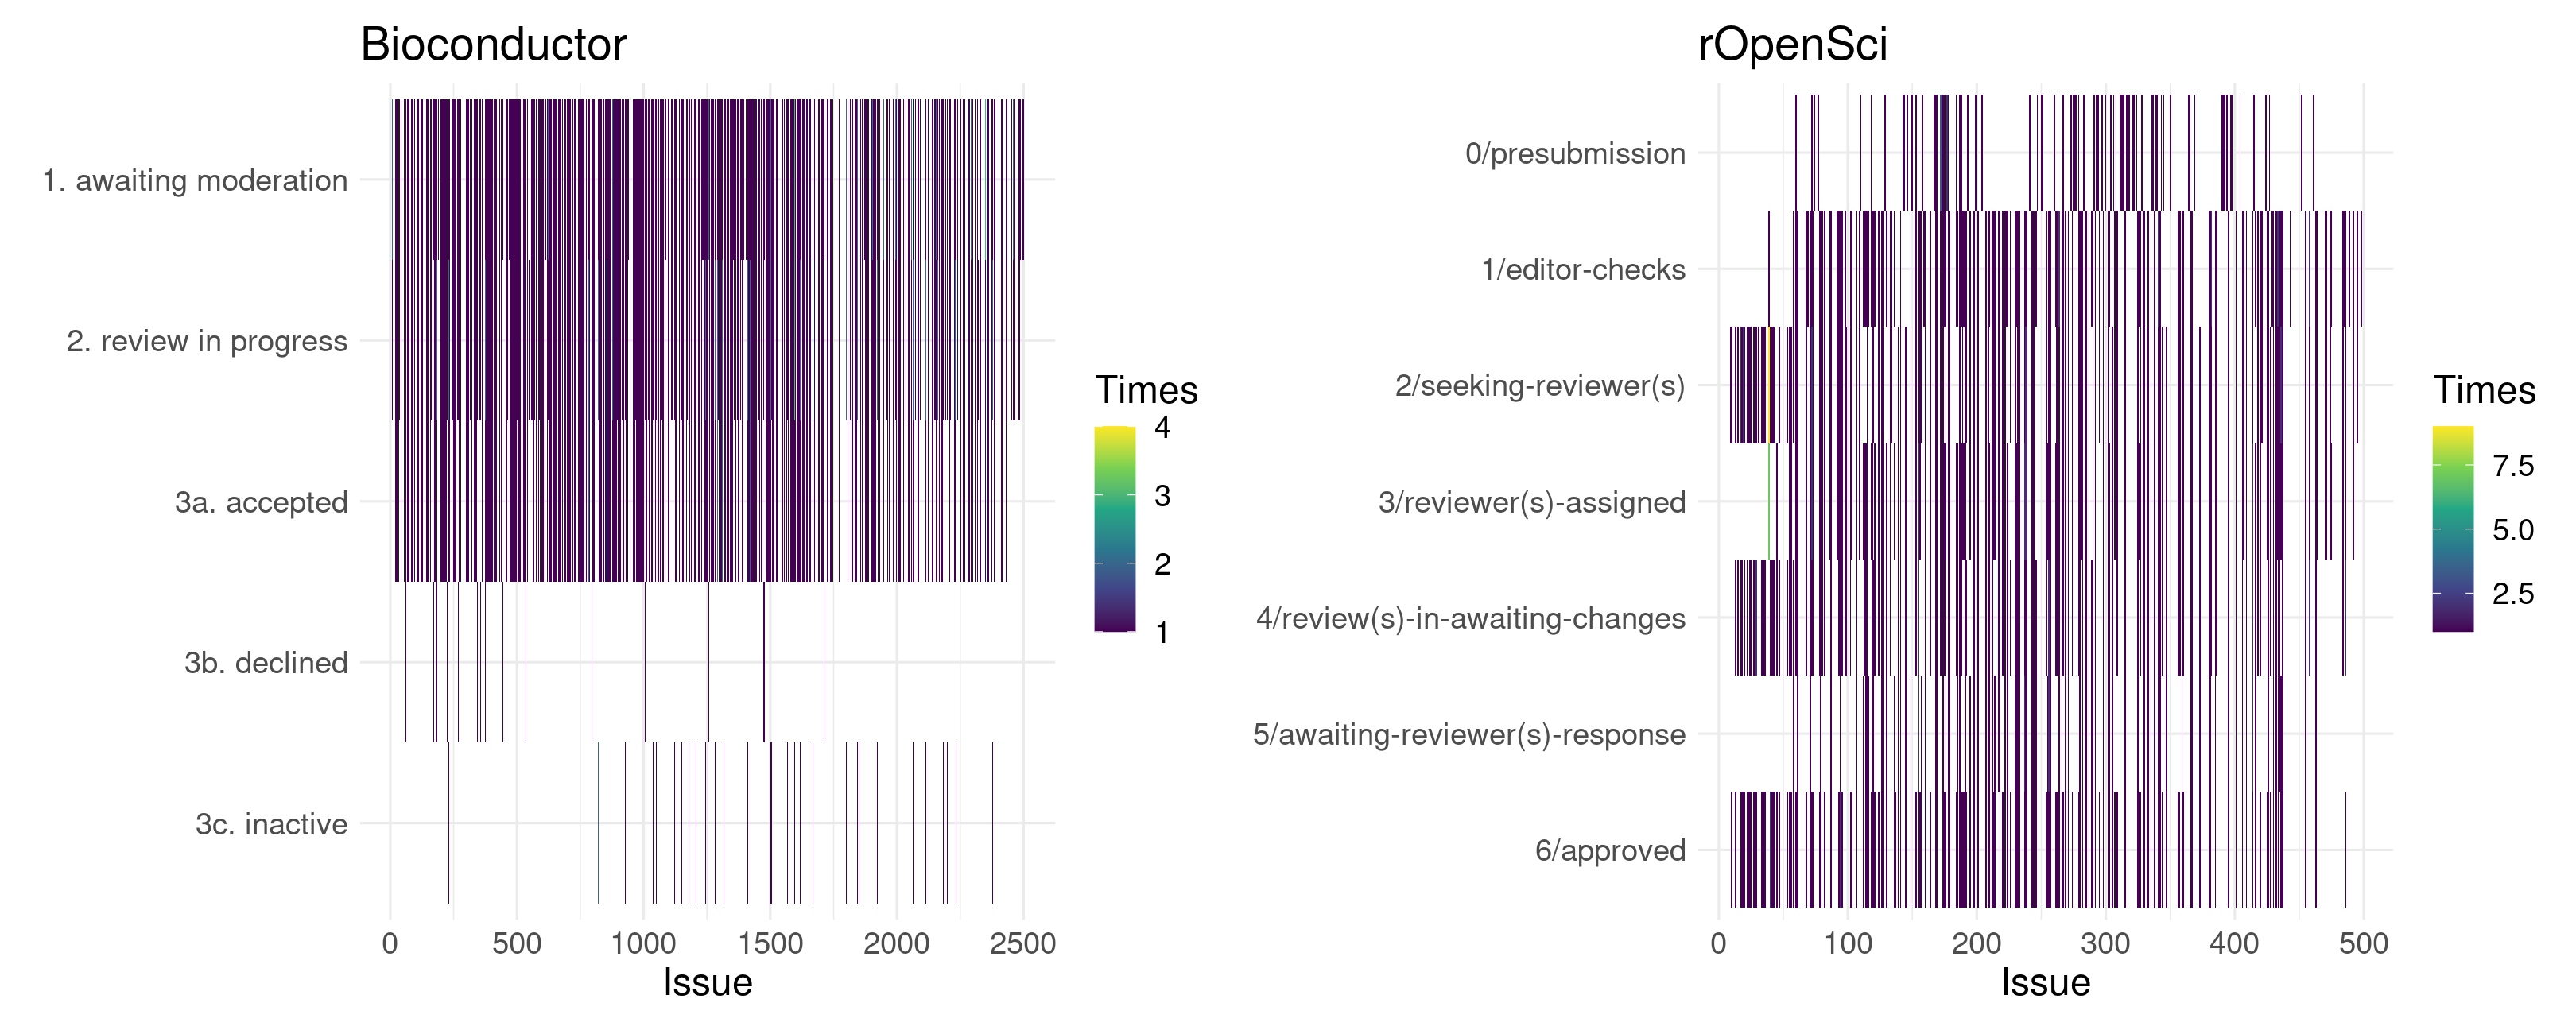 Bioconductor
1. awaiting moderation
2. review in progress
3a. accepted
3b. declined
3c. inactive
0
500
1000
1500
2000
2500
Issue
Times
4
3
2
1
rOpenSci
0/presubmission
1/editor-checks
2/seeking-reviewer(s)
3/reviewer(s)-assigned
4/review(s)-in-awaiting-changes
5/awaiting-reviewer(s)-response
6/approved
0
100
200
300
400
500
Issue
Times
7.5
5.0
2.5